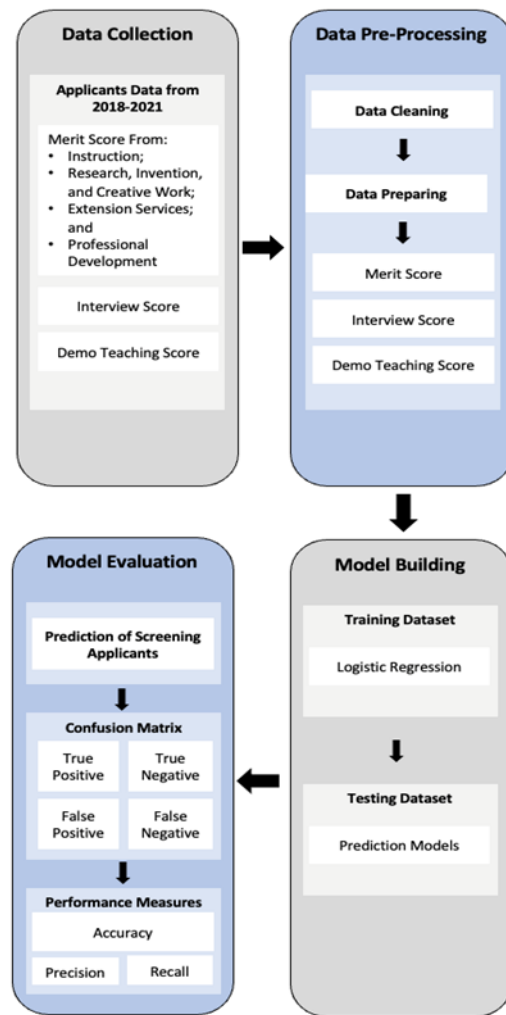 Data Collection
Applicants Data from
2018-2021
Merit Score From:
• Instruction;
• Research, Invention,
and Creative Work;
• Extension Services;
and
• Professional
Development
Interview Score
Demo Teaching Score
Data Pre-Processing
Data Cleaning
Data Preparing
Merit Score
Interview Score
Demo Teaching Score
Model Building
Training Dataset
Logistic Regression
Testing Dataset
Prediction Models
Model Evaluation
Prediction of Screening
Applicants
Confusion Matrix
True
Positive
True
Negative
False
Positive
False
Negative
Performance Measures
Accuracy
Precision
Recall